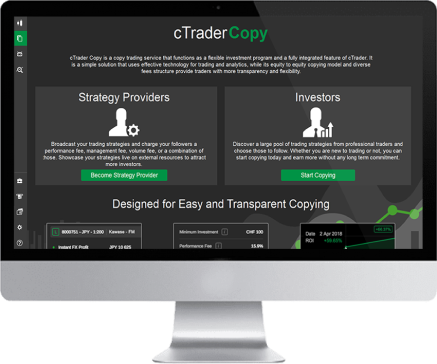 cTrader Copy
cTrader Copy is a copy trading service that functions as a flexible investment program and a fully integrated feature of cTrader. It
is a simple solution that uses effective technology for trading and analytics, while its equity to equity copying model and diverse
fees structure provide traders with more transparency and flexibility.
Strategy Providers
Broadcast your trading strategies and charge your followers a
performance fee, management fee, volume fee, or a combination of
those. Showcase your strategies live on external resources to attract
more investors.
Become Strategy Provider
Investors
Discover a large pool of trading strategies from professional traders and
choose those to follow. Whether you are new to trading or not, you can
start copying today and earn more without any long term commitment.
Start Copying
Designed for Easy and Transparent Copying
8000751 - JPY - 1:200
Kawase - FM
Instant FX Profit
JPY 10 625
Minimum Investment
CHF 100
Performance Fee
15.9%
Date 2 Apr 2018
ROI